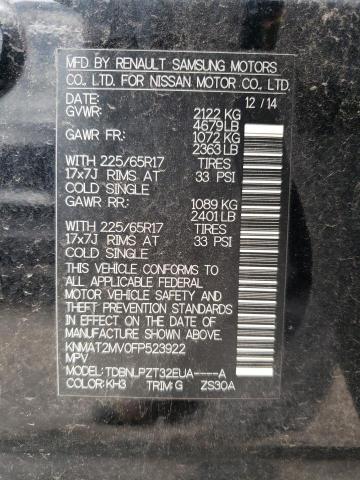 MFD. BY RENAULT SAMSUNG MOTORS
CO., LTD. FOR NISSAN MOTOR CO., LTD.
DATE: 12 / 14
GVWR: 2122 KG
4679 LB
GAWR FR: 1072 KG
2363 LB
WITH 225/65R17 TIRES
17x7J RIMS AT 33 PSI
COLD SINGLE
GAWR RR: 1089 KG
2401 LB
WITH 225/65R17 TIRES
17x7J RIMS AT 33 PSI
COLD SINGLE
THIS VEHICLE CONFORMS TO
ALL APPLICABLE FEDERAL
MOTOR VEHICLE SAFETY BUMPER
AND THEFT PREVENTION STAN-
DARDS IN EFFECT ON THE DATE OF
MANUFACTURE SHOWN ABOVE.
KNMAT2MV0FP523922
MPV
MODEL: TDBNLPZT32EUA----A
COLOR: KH3 TRIM: G ZS30A